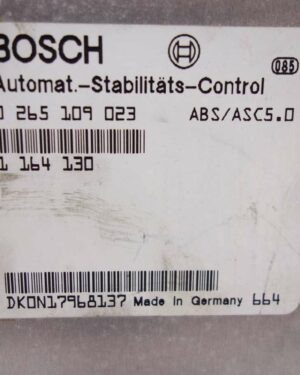 BOSCH
085
Automat.-Stabilitäts-Control
0 265 109 023 ABS/ASC5.0
1 164 130
DKON17968137 Made in Germany 664